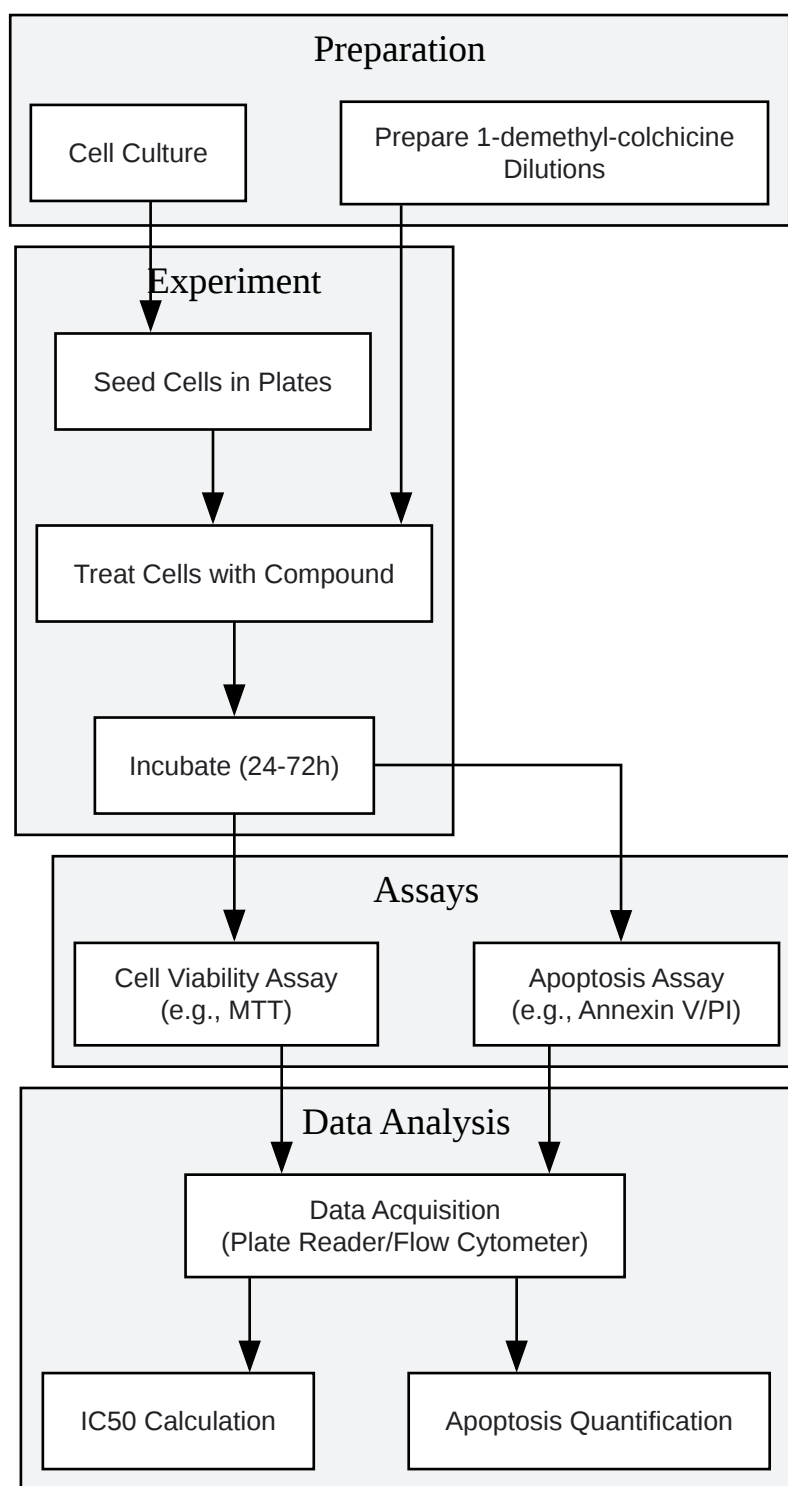 Preparation
Cell Culture
Prepare 1-demethyl-colchicine
Dilutions
Experiment
Seed Cells in Plates
Treat Cells with Compound
Incubate (24-72h)
Assays
Cell Viability Assay
(e.g., MTT)
Apoptosis Assay
(e.g., Annexin V/PI)
Data Analysis
Data Acquisition
(Plate Reader/Flow Cytometer)
IC50 Calculation
Apoptosis Quantification